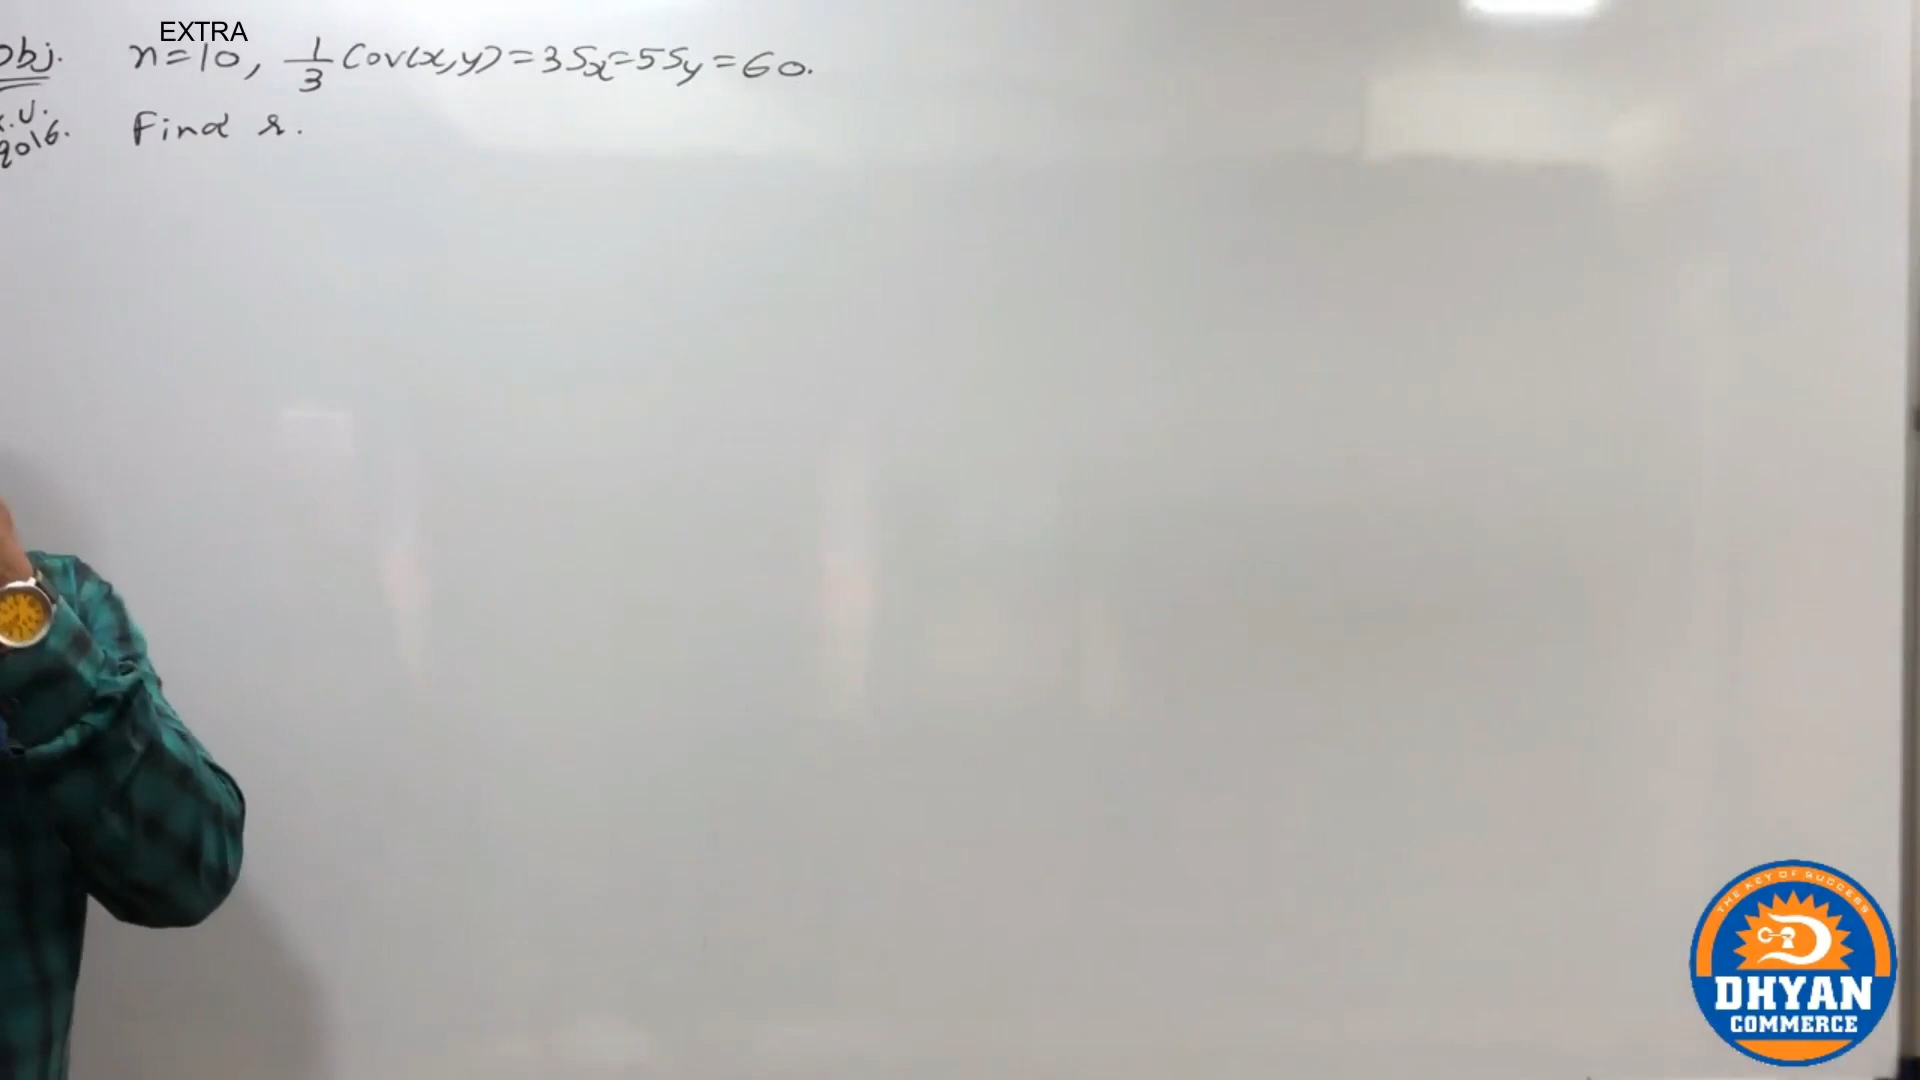 EXTRA
Obj. n=10, 1/3 Cov(x,y)=3Sx=5Sy=60.
.U.
2016. Find r.
THE KEY OF SUCCESS
DHYAN
COMMERCE